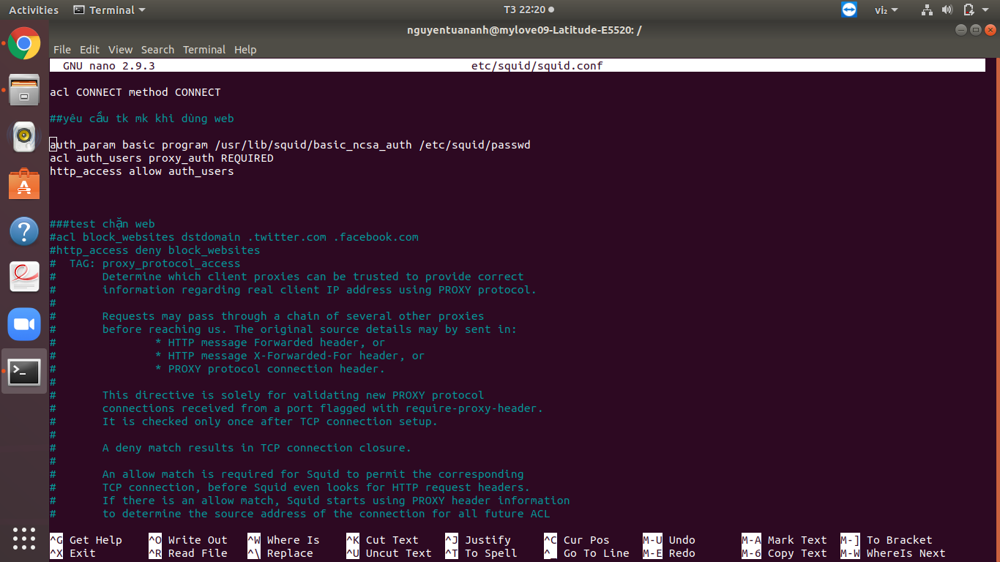 Activities Terminal T3 22:20 vi₂
nguyentuananh@mylove09-Latitude-E5520: /
File Edit View Search Terminal Help
GNU nano 2.9.3 etc/squid/squid.conf
acl CONNECT method CONNECT
##yêu cầu tk mk khi dùng web
auth_param basic program /usr/lib/squid/basic_ncsa_auth /etc/squid/passwd
acl auth_users proxy_auth REQUIRED
http_access allow auth_users
###test chặn web
#acl block_websites dstdomain .twitter.com .facebook.com
#http_access deny block_websites
#  TAG: proxy_protocol_access
#       Determine which client proxies can be trusted to provide correct
#       information regarding real client IP address using PROXY protocol.
#
#       Requests may pass through a chain of several other proxies
#       before reaching us. The original source details may by sent in:
#               * HTTP message Forwarded header, or
#               * HTTP message X-Forwarded-For header, or
#               * PROXY protocol connection header.
#
#       This directive is solely for validating new PROXY protocol
#       connections received from a port flagged with require-proxy-header.
#       It is checked only once after TCP connection setup.
#
#       A deny match results in TCP connection closure.
#
#       An allow match is required for Squid to permit the corresponding
#       TCP connection, before Squid even looks for HTTP request headers.
#       If there is an allow match, Squid starts using PROXY header information
#       to determine the source address of the connection for all future ACL
^G Get Help ^O Write Out ^W Where Is ^K Cut Text ^J Justify ^C Cur Pos M-U Undo M-A Mark Text M-] To Bracket
^X Exit ^R Read File ^\ Replace ^U Uncut Text ^T To Spell ^_ Go To Line M-E Redo M-6 Copy Text M-W WhereIs Next